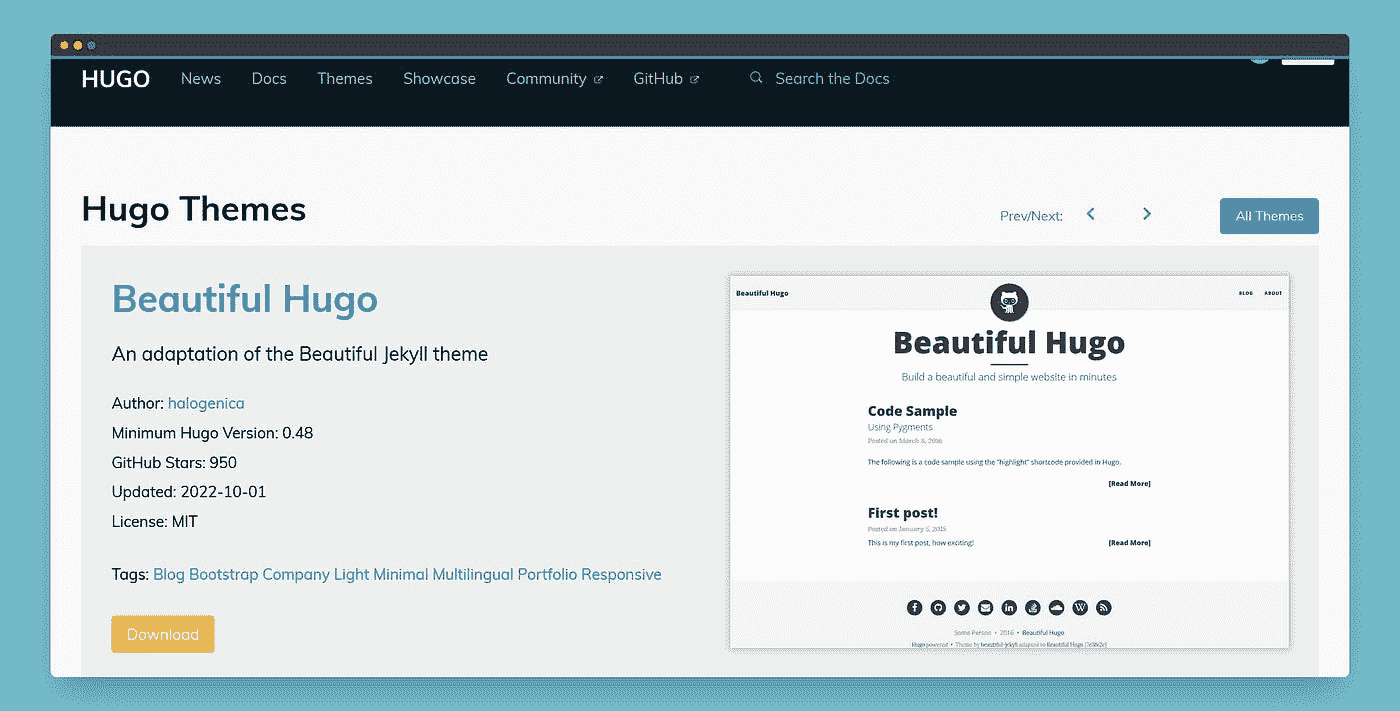 HUGO News Docs Themes Showcase Community GitHub Search the Docs
Hugo Themes
Prev/Next:
All Themes
Beautiful Hugo
An adaptation of the Beautiful Jekyll theme
Author: halogenica
Minimum Hugo Version: 0.48
GitHub Stars: 950
Updated: 2022-10-01
License: MIT
Tags: Blog Bootstrap Company Light Minimal Multilingual Portfolio Responsive
Download
Beautiful Hugo
BLOG ABOUT
Beautiful Hugo
Build a beautiful and simple website in minutes
Code Sample
Using Pygments
Posted on March 5, 2016
The following is a code sample using the "highlight" shortcode provided in Hugo.
[Read More]
First post!
Posted on January 5, 2015
This is my first post, how exciting!
[Read More]
Some Person • 2016 • Beautiful Hugo
Hugo powered • Theme by beautiful-jekyll adapted to Beautiful Hugo